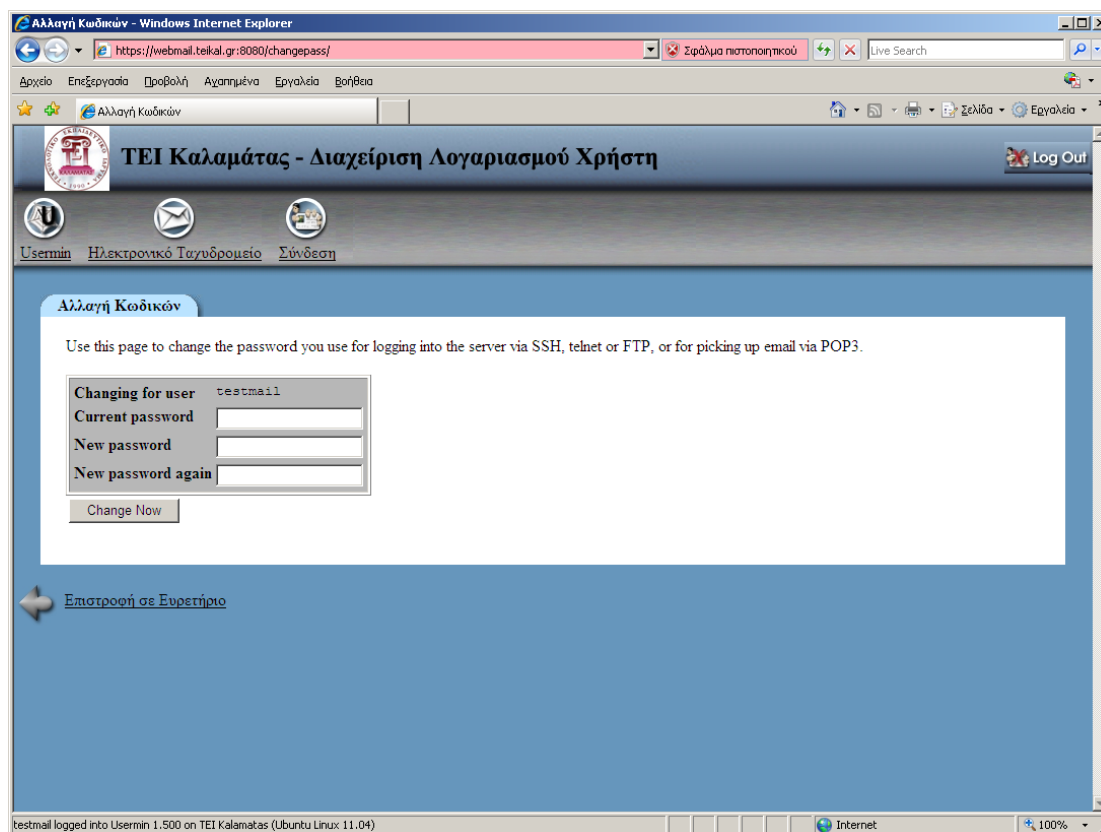 Αλλαγή Κωδικών - Windows Internet Explorer
https://webmail.teikal.gr:8080/changepass/ Σφάλμα πιστοποιητικού Live Search
Αρχείο Επεξεργασία Προβολή Αγαπημένα Εργαλεία Βοήθεια
Αλλαγή Κωδικών Σελίδα Εργαλεία
ΤΕΙ Καλαμάτας - Διαχείριση Λογαριασμού Χρήστη Log Out
Usermin Ηλεκτρονικό Ταχυδρομείο Σύνδεση
Αλλαγή Κωδικών
Use this page to change the password you use for logging into the server via SSH, telnet or FTP, or for picking up email via POP3.
Changing for user testmail
Current password
New password
New password again
Change Now
Επιστροφή σε Ευρετήριο
testmail logged into Usermin 1.500 on TEI Kalamatas (Ubuntu Linux 11.04) Internet 100%